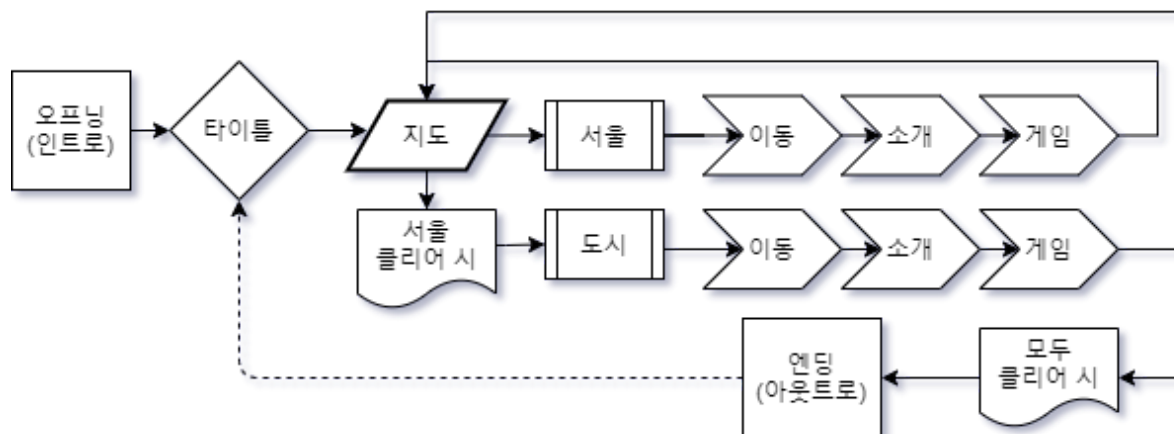 오프닝
(인트로)
타이틀
지도
서울
이동
소개
게임
서울
클리어 시
도시
이동
소개
게임
엔딩
(아웃트로)
모두
클리어 시